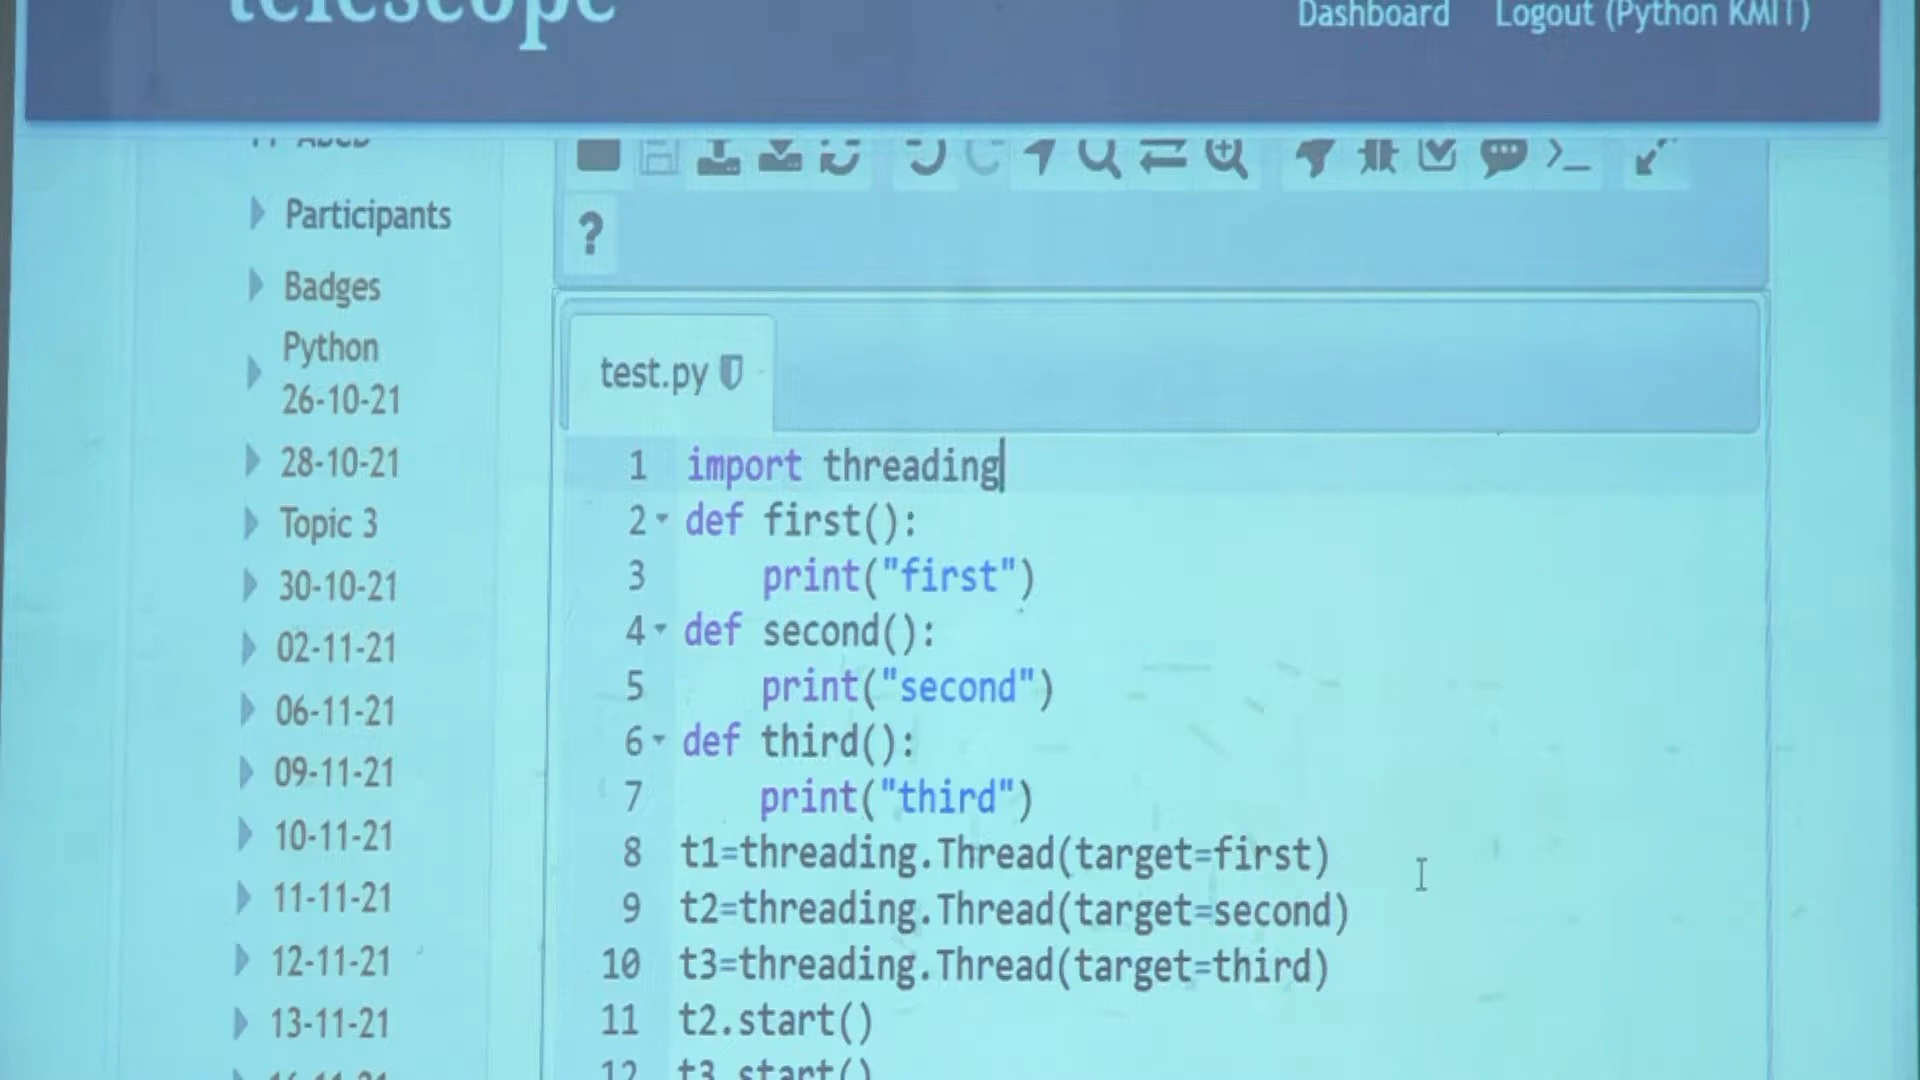 telescope
Dashboard Logout (Python KMIT)
Participants
Badges
Python
26-10-21
28-10-21
Topic 3
30-10-21
02-11-21
06-11-21
09-11-21
10-11-21
11-11-21
12-11-21
13-11-21
?
test.py
1 import threading
2 def first():
3 print("first")
4 def second():
5 print("second")
6 def third():
7 print("third")
8 t1=threading.Thread(target=first)
9 t2=threading.Thread(target=second)
10 t3=threading.Thread(target=third)
11 t2.start()
12 t3.start()